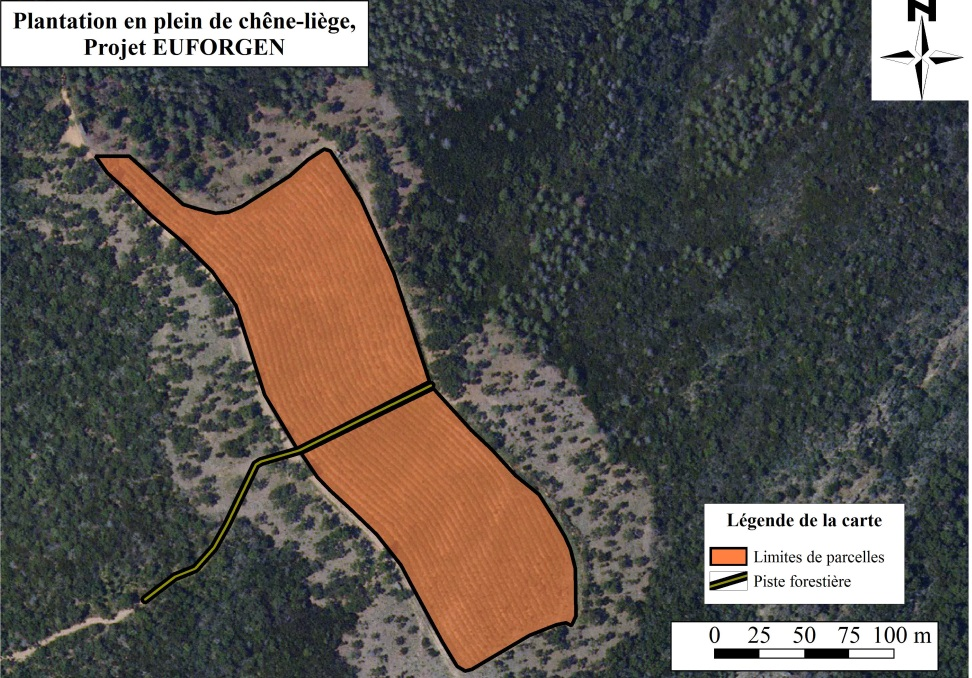 Plantation en plein de chêne-liège,
Projet EUFORGEN
N
Légende de la carte
Limites de parcelles
Piste forestière
0 25 50 75 100 m